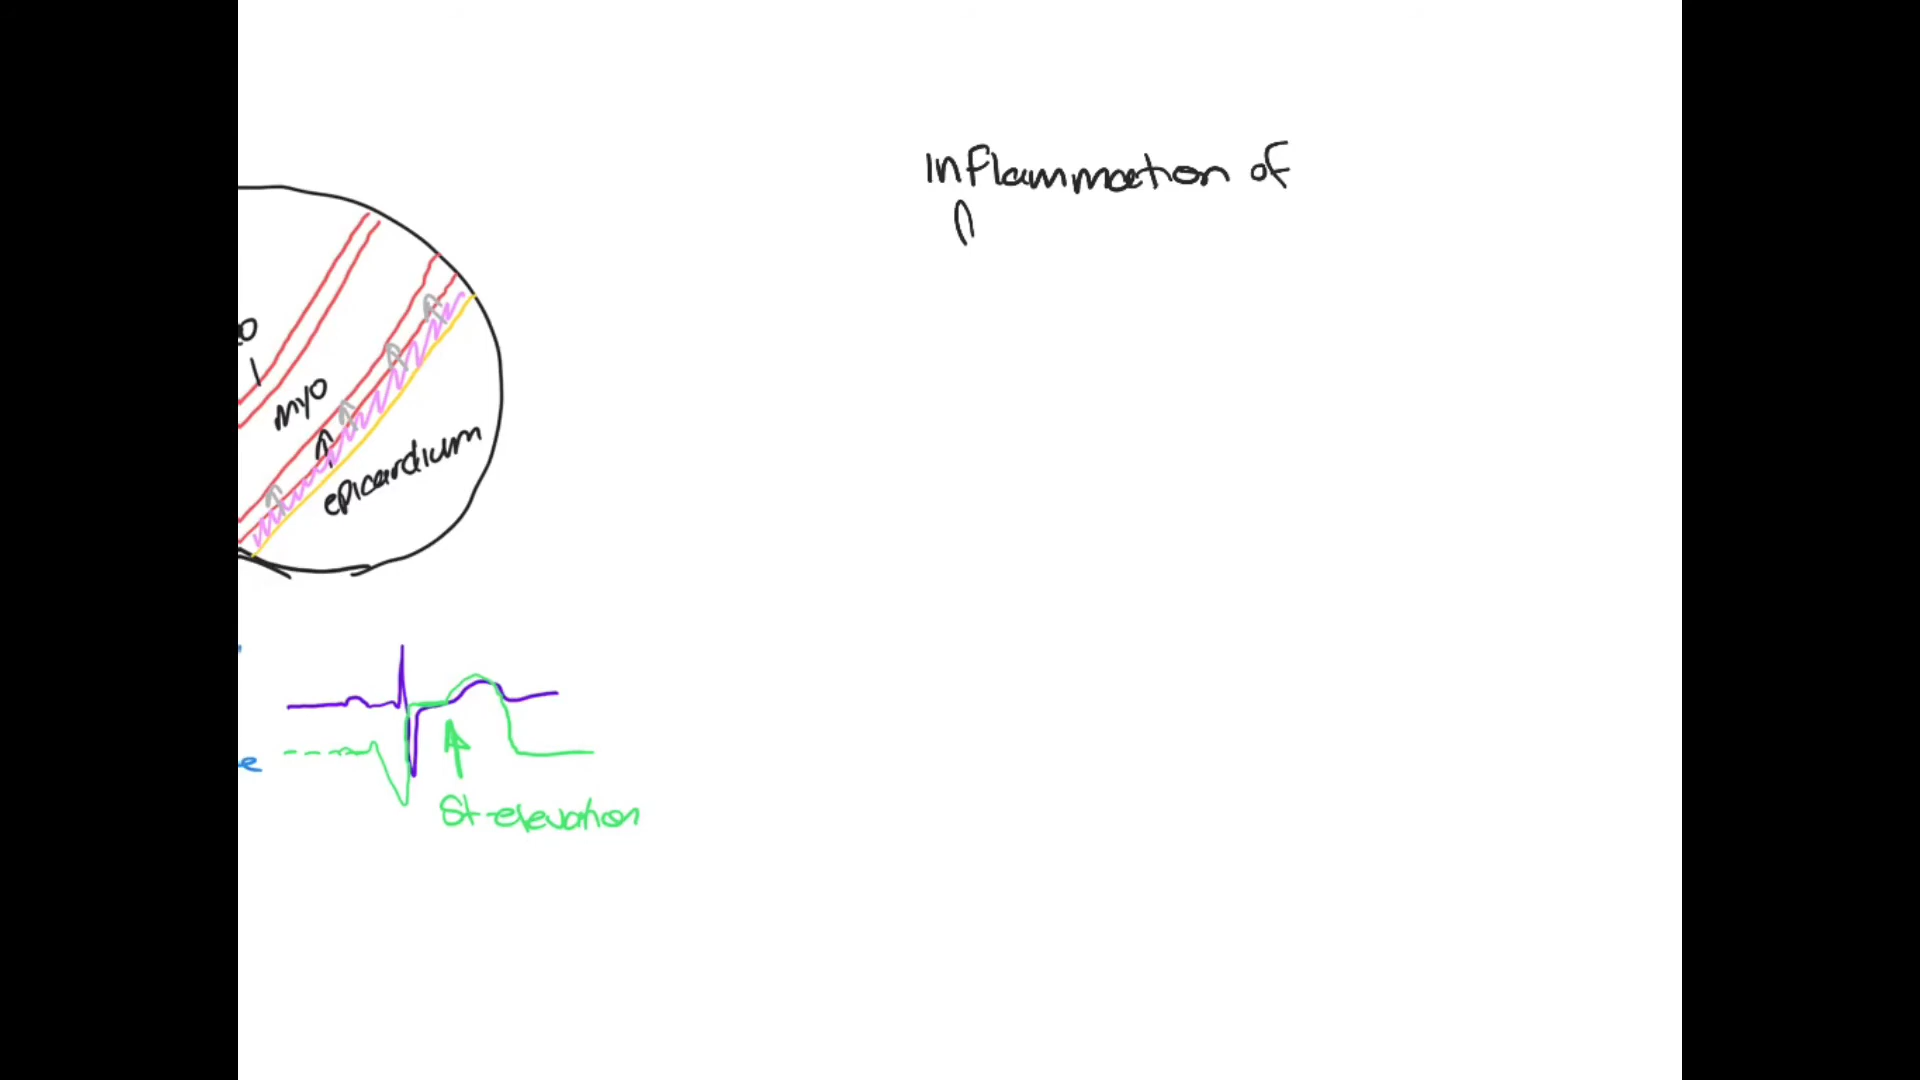 Inflammation of
myo
epicardium
St-elevation